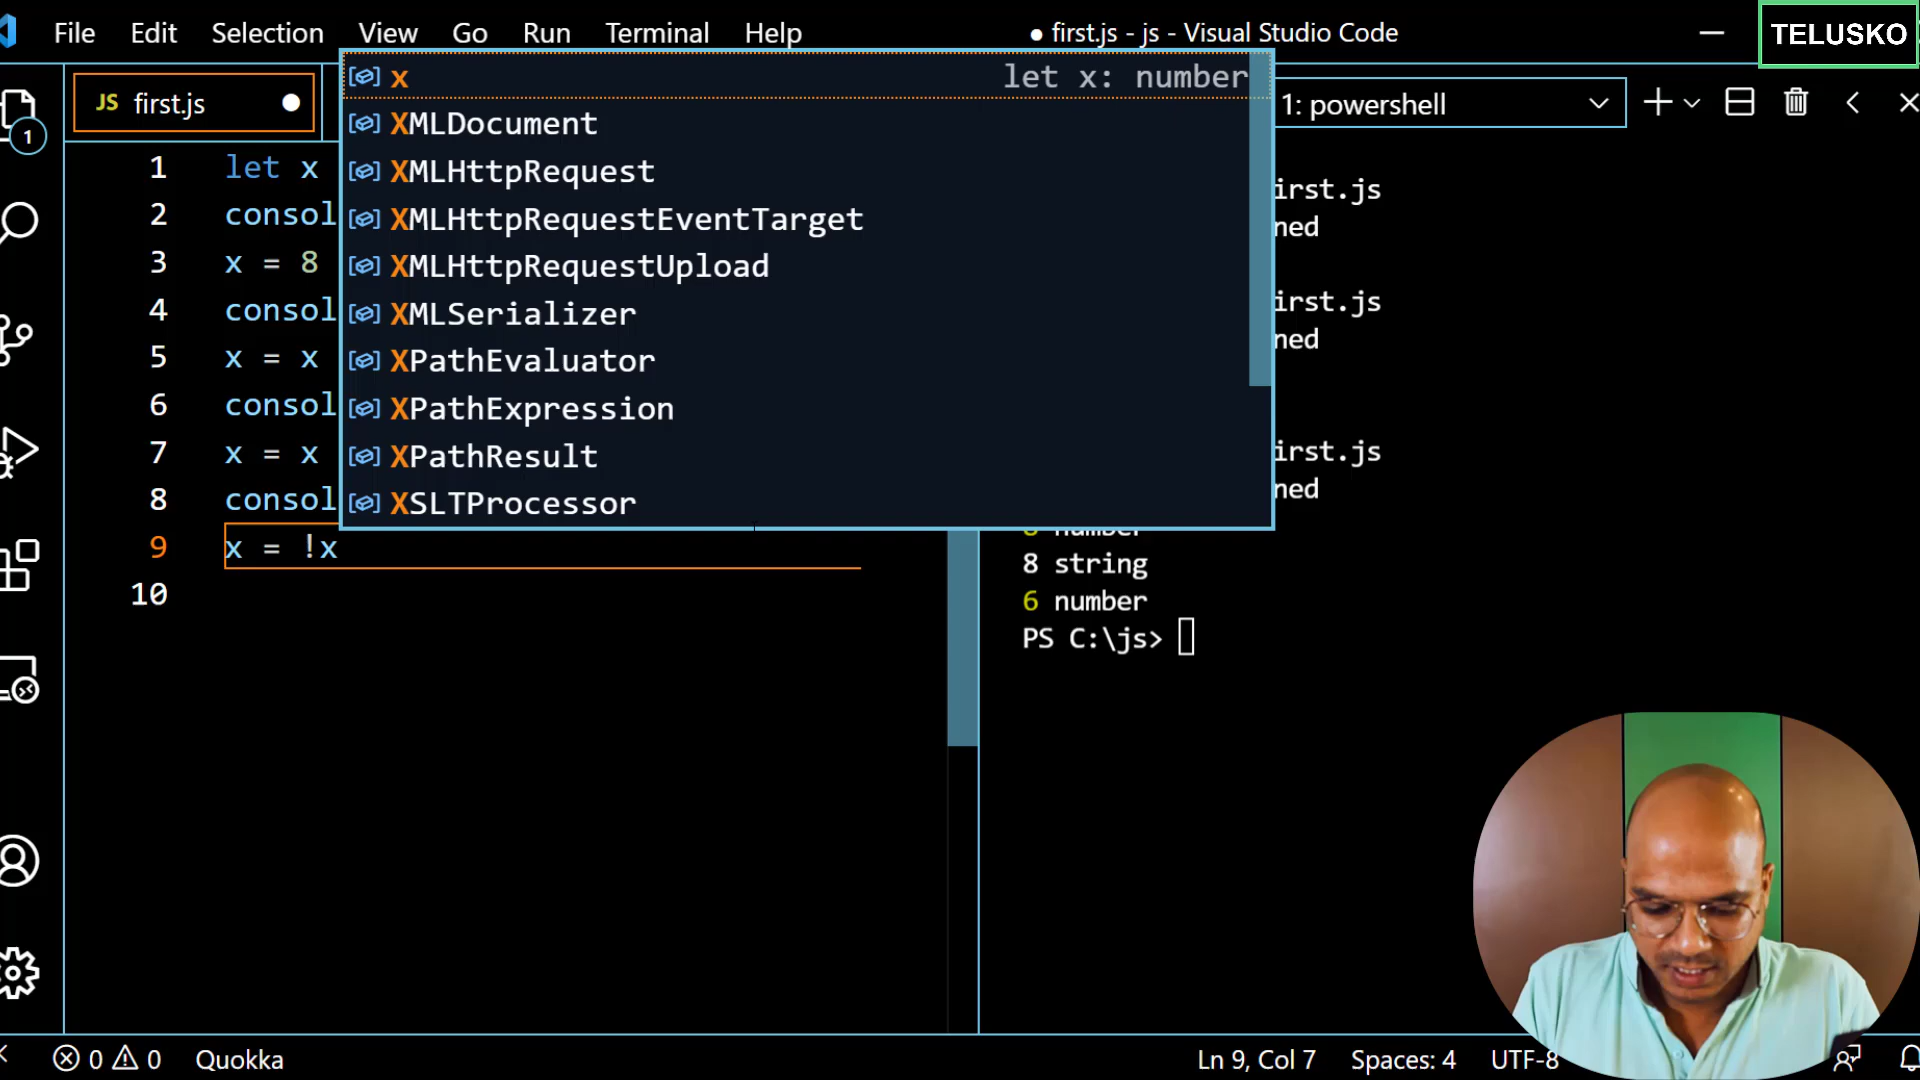 File Edit Selection View Go Run Terminal Help
● first.js - js - Visual Studio Code
TELUSKO
JS first.js
1: powershell
1
x let x: number
XMLDocument
XMLHttpRequest
XMLHttpRequestEventTarget
XMLHttpRequestUpload
XMLSerializer
XPathEvaluator
XPathExpression
XPathResult
XSLTProcessor
1 let x
2 consol
3 x = 8
4 consol
5 x = x
6 consol
7 x = x
8 consol
9 x = !x
10
irst.js
ned
irst.js
ned
irst.js
ned
number
8 string
6 number
PS C:\js>
0 0 Quokka
Ln 9, Col 7 Spaces: 4 UTF-8